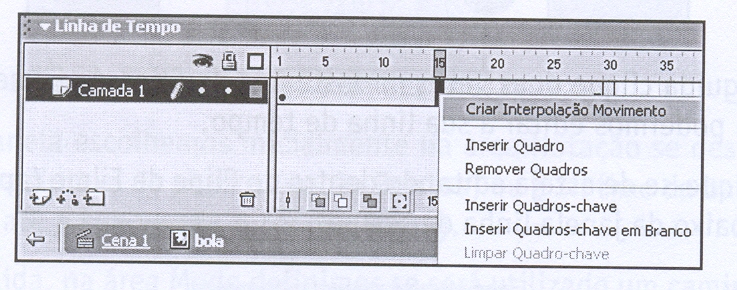 Linha de Tempo
1 5 10 15 20 25 30 35
Camada 1
Criar Interpolação Movimento
Inserir Quadro
Remover Quadros
Inserir Quadros-chave
Inserir Quadros-chave em Branco
Limpar Quadro-chave
15
Cena 1 bola